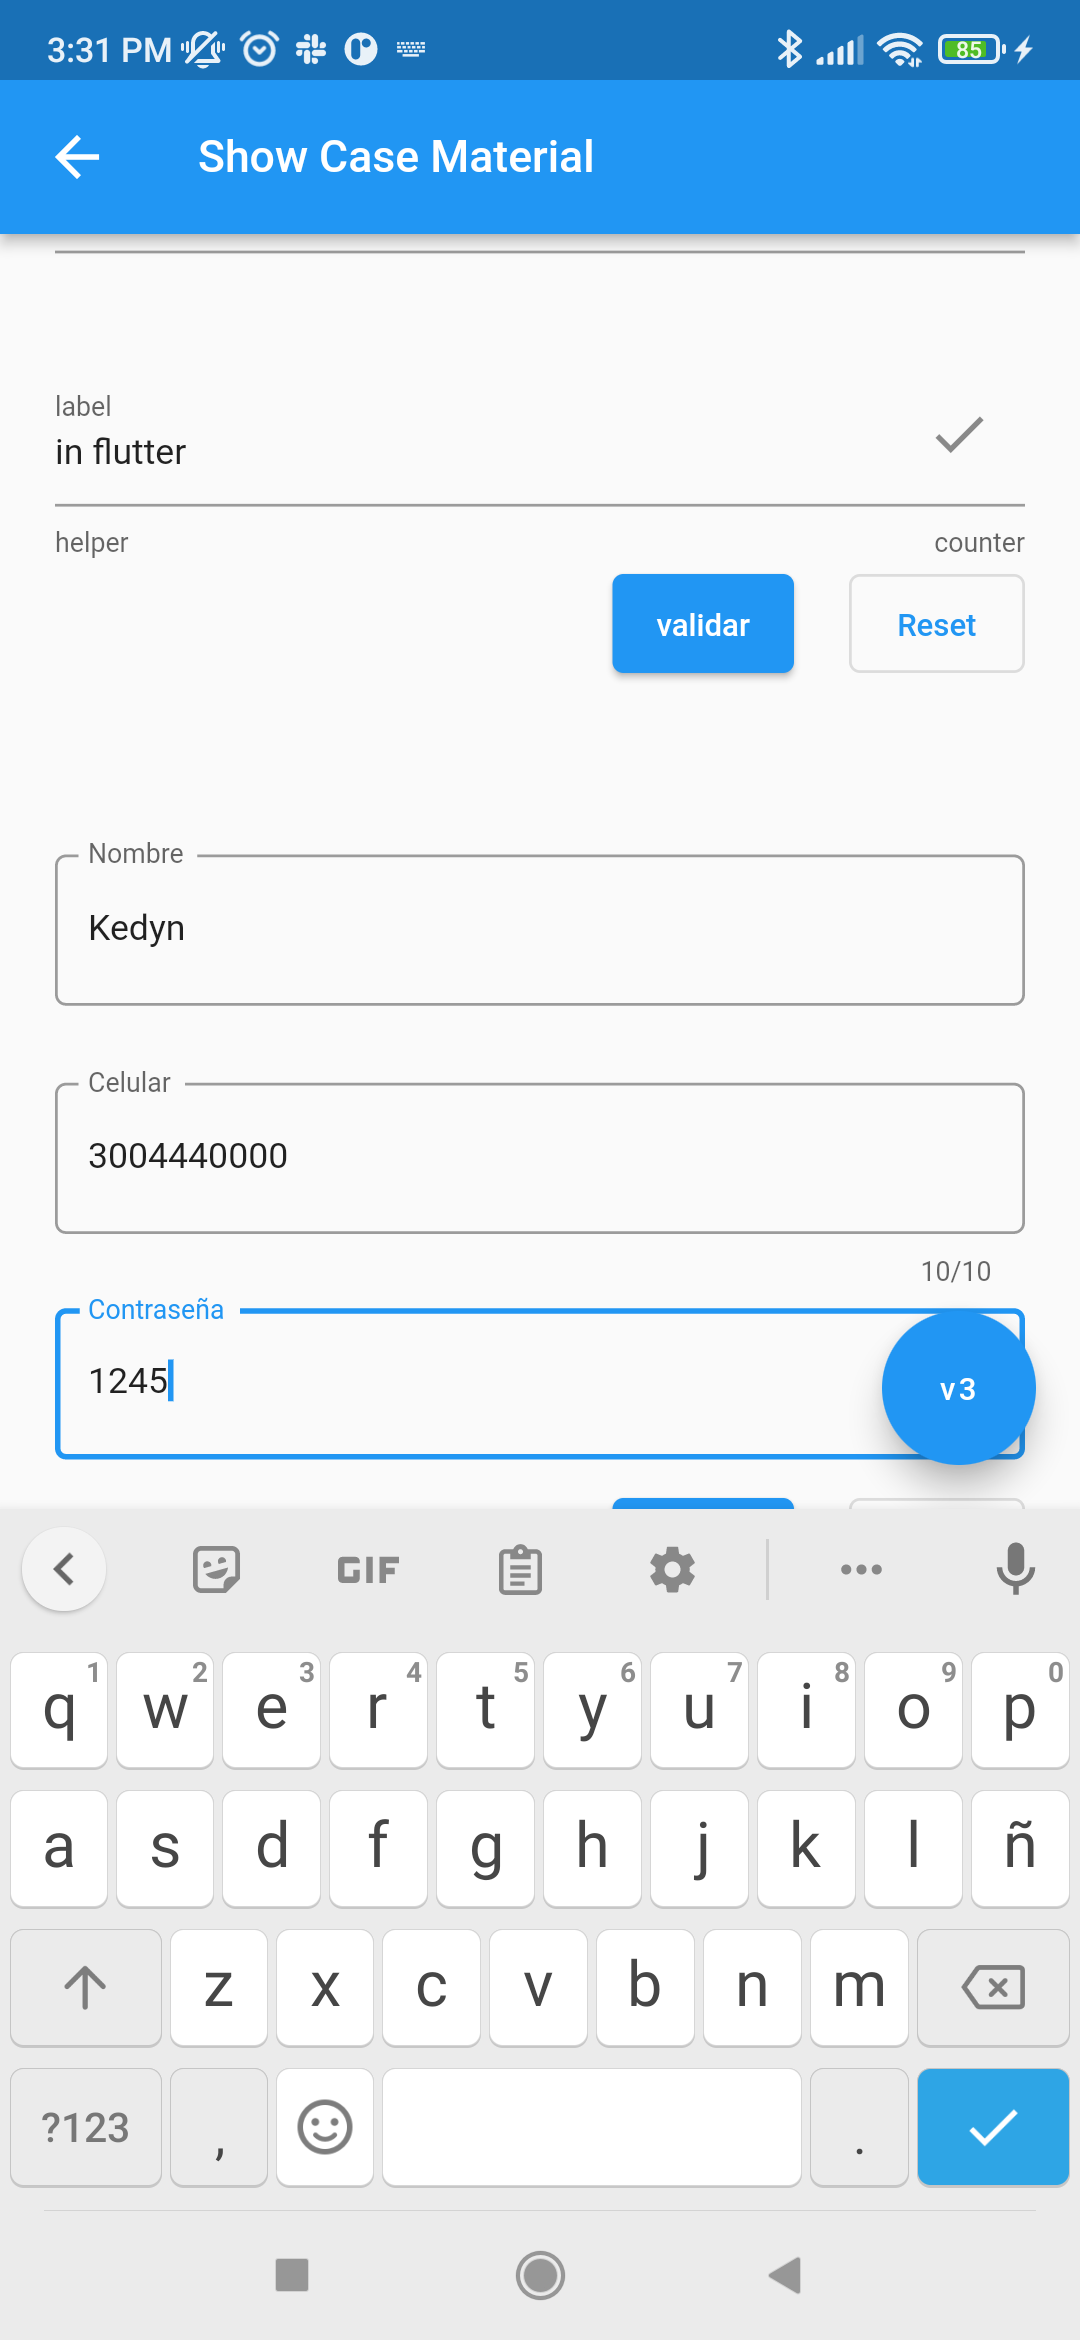 3:31 PM 85
Show Case Material
label
in flutter
helper counter
validar Reset
Nombre
Kedyn
Celular
3004440000
10/10
Contraseña
1245
v3
GIF
1 2 3 4 5 6 7 8 9 0
q w e r t y u i o p
a s d f g h j k l ñ
z x c v b n m
?123 , .